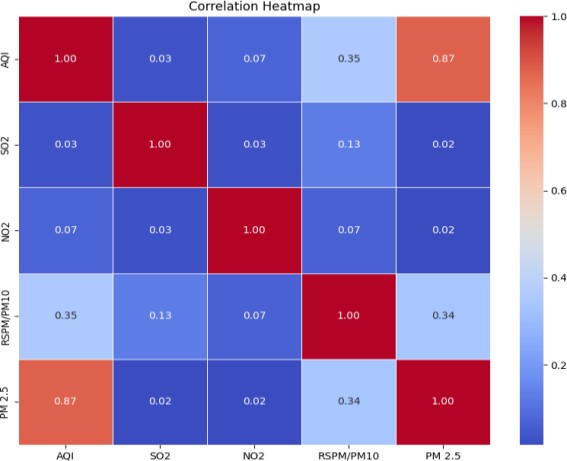 Correlation Heatmap
AQI 1.00 0.03 0.07 0.35 0.87
SO2 0.03 1.00 0.03 0.13 0.02
NO2 0.07 0.03 1.00 0.07 0.02
RSPM/PM10 0.35 0.13 0.07 1.00 0.34
PM 2.5 0.87 0.02 0.02 0.34 1.00
AQI SO2 NO2 RSPM/PM10 PM 2.5
1.0
0.8
0.6
0.4
0.2